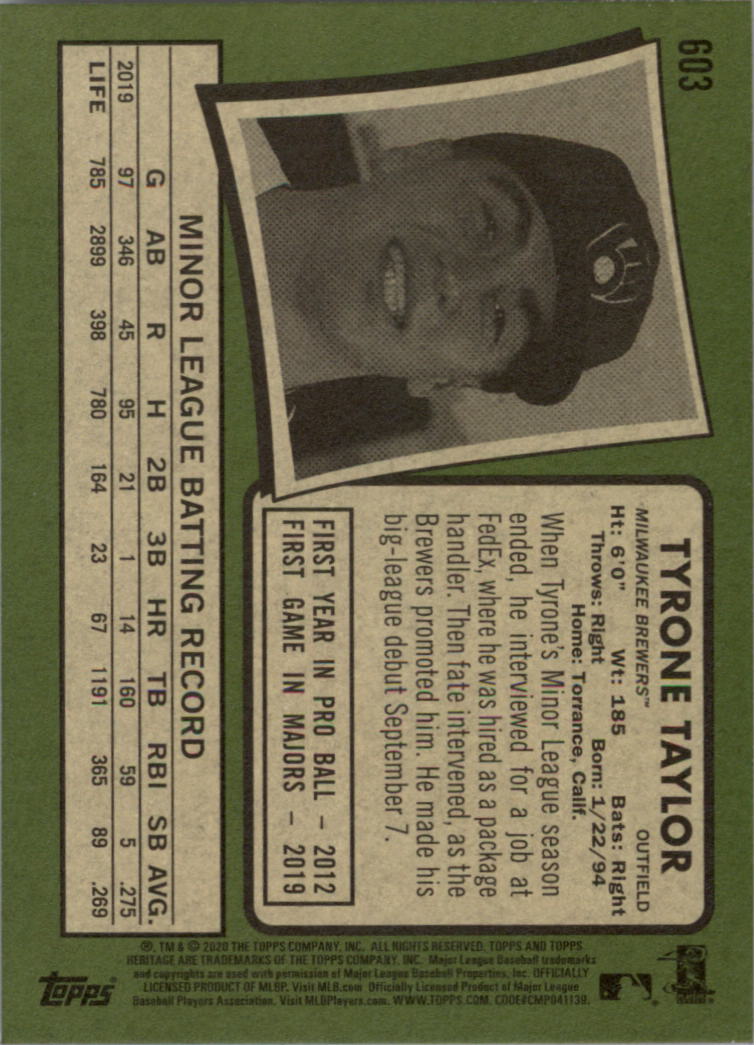 603
TYRONE TAYLOR
MILWAUKEE BREWERS™ OUTFIELD
Ht: 6'0" Wt: 185 Bats: Right
Throws: Right Born: 1/22/94
Home: Torrance, Calif.
When Tyrone's Minor League season
ended, he interviewed for a job at
FedEx, where he was hired as a package
handler. Then fate intervened, as the
Brewers promoted him. He made his
big-league debut September 7.
FIRST YEAR IN PRO BALL – 2012
FIRST GAME IN MAJORS – 2019
MINOR LEAGUE BATTING RECORD
G AB R H 2B 3B HR TB RBI SB AVG.
2019 97 346 45 95 21 1 14 160 59 5 .275
LIFE 785 2899 398 780 164 23 67 1191 365 89 .269
®, TM & © 2020 THE TOPPS COMPANY, INC. ALL RIGHTS RESERVED. TOPPS AND TOPPS
HERITAGE ARE TRADEMARKS OF THE TOPPS COMPANY, INC. Major League Baseball trademarks
and copyrights are used with permission of Major League Baseball Properties, Inc. OFFICIALLY
LICENSED PRODUCT OF MLBP. Visit MLB.com Officially Licensed Product of Major League
Baseball Players Association. Visit MLBPlayers.com. WWW.TOPPS.COM. CODE#CMP041139.
Topps®